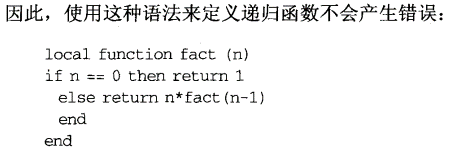 因此，使用这种语法来定义递归函数不会产生错误：
local function fact (n)
if n == 0 then return 1
else return n*fact(n-1)
end
end